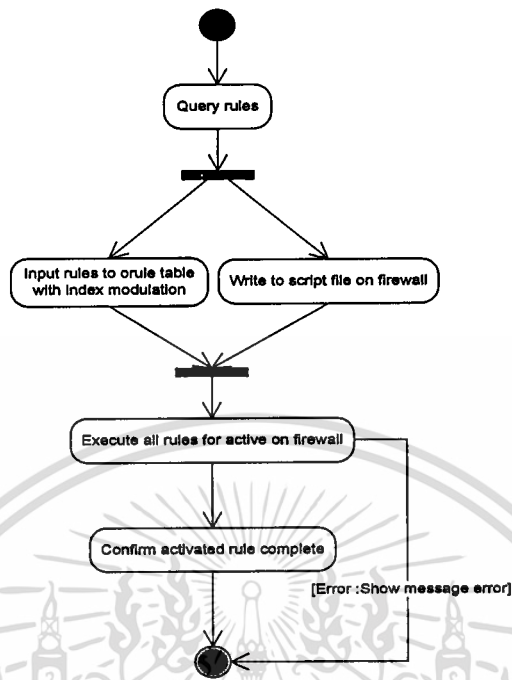 Query rules
Input rules to orule table
with index modulation
Write to script file on firewall
Execute all rules for active on firewall
Confirm activated rule complete
[Error :Show message error]